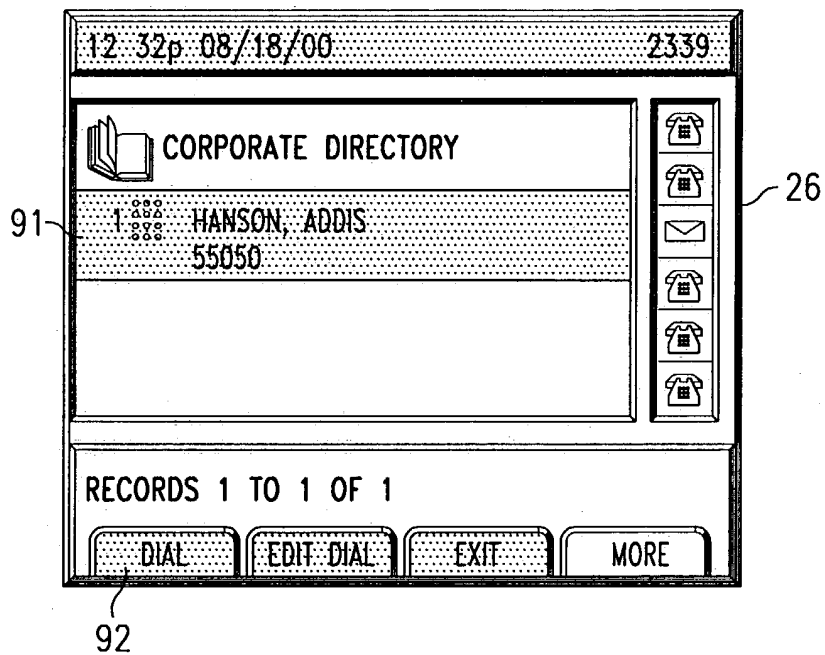 12 32p 08/18/00 2339
CORPORATE DIRECTORY
26
91
1 HANSON, ADDIS
55050
RECORDS 1 TO 1 OF 1
DIAL EDIT DIAL EXIT MORE
92